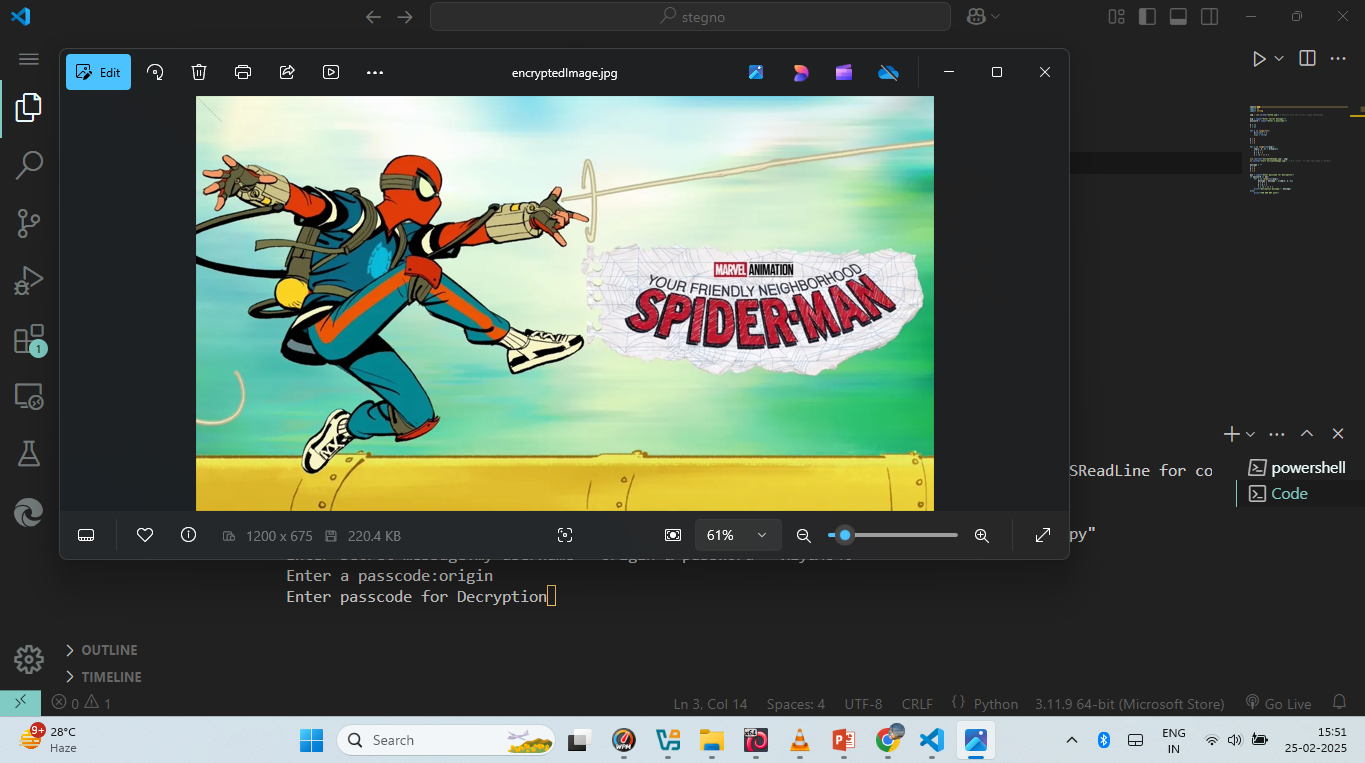 stegno
Edit
encryptedImage.jpg
MARVEL ANIMATION
YOUR FRIENDLY NEIGHBORHOOD
SPIDER-MAN
1
1200 x 675
220.4 KB
61%
SReadLine for co
py"
Enter a passcode:origin
Enter passcode for Decryption
powershell
Code
OUTLINE
TIMELINE
0 1
Ln 3, Col 14
Spaces: 4
UTF-8
CRLF
{ } Python
3.11.9 64-bit (Microsoft Store)
Go Live
9+
28°C
Haze
Search
WPM
x64
ENG
IN
15:51
25-02-2025